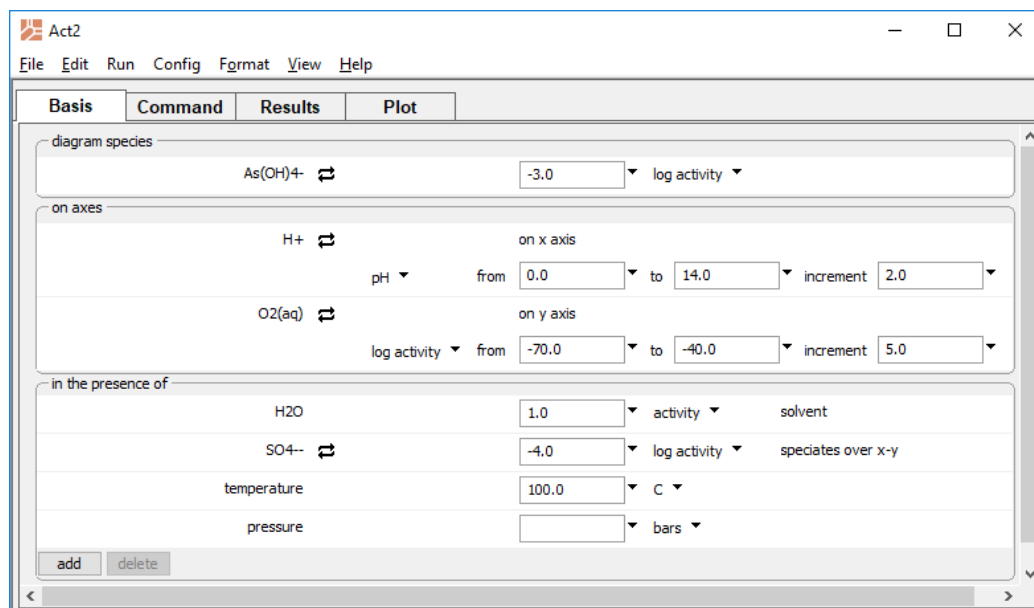 Act2
File Edit Run Config Format View Help
Basis Command Results Plot
diagram species
As(OH)4- -3.0 log activity
on axes
H+ on x axis
pH from 0.0 to 14.0 increment 2.0
O2(aq) on y axis
log activity from -70.0 to -40.0 increment 5.0
in the presence of
H2O 1.0 activity solvent
SO4-- -4.0 log activity speciates over x-y
temperature 100.0 C
pressure bars
add delete